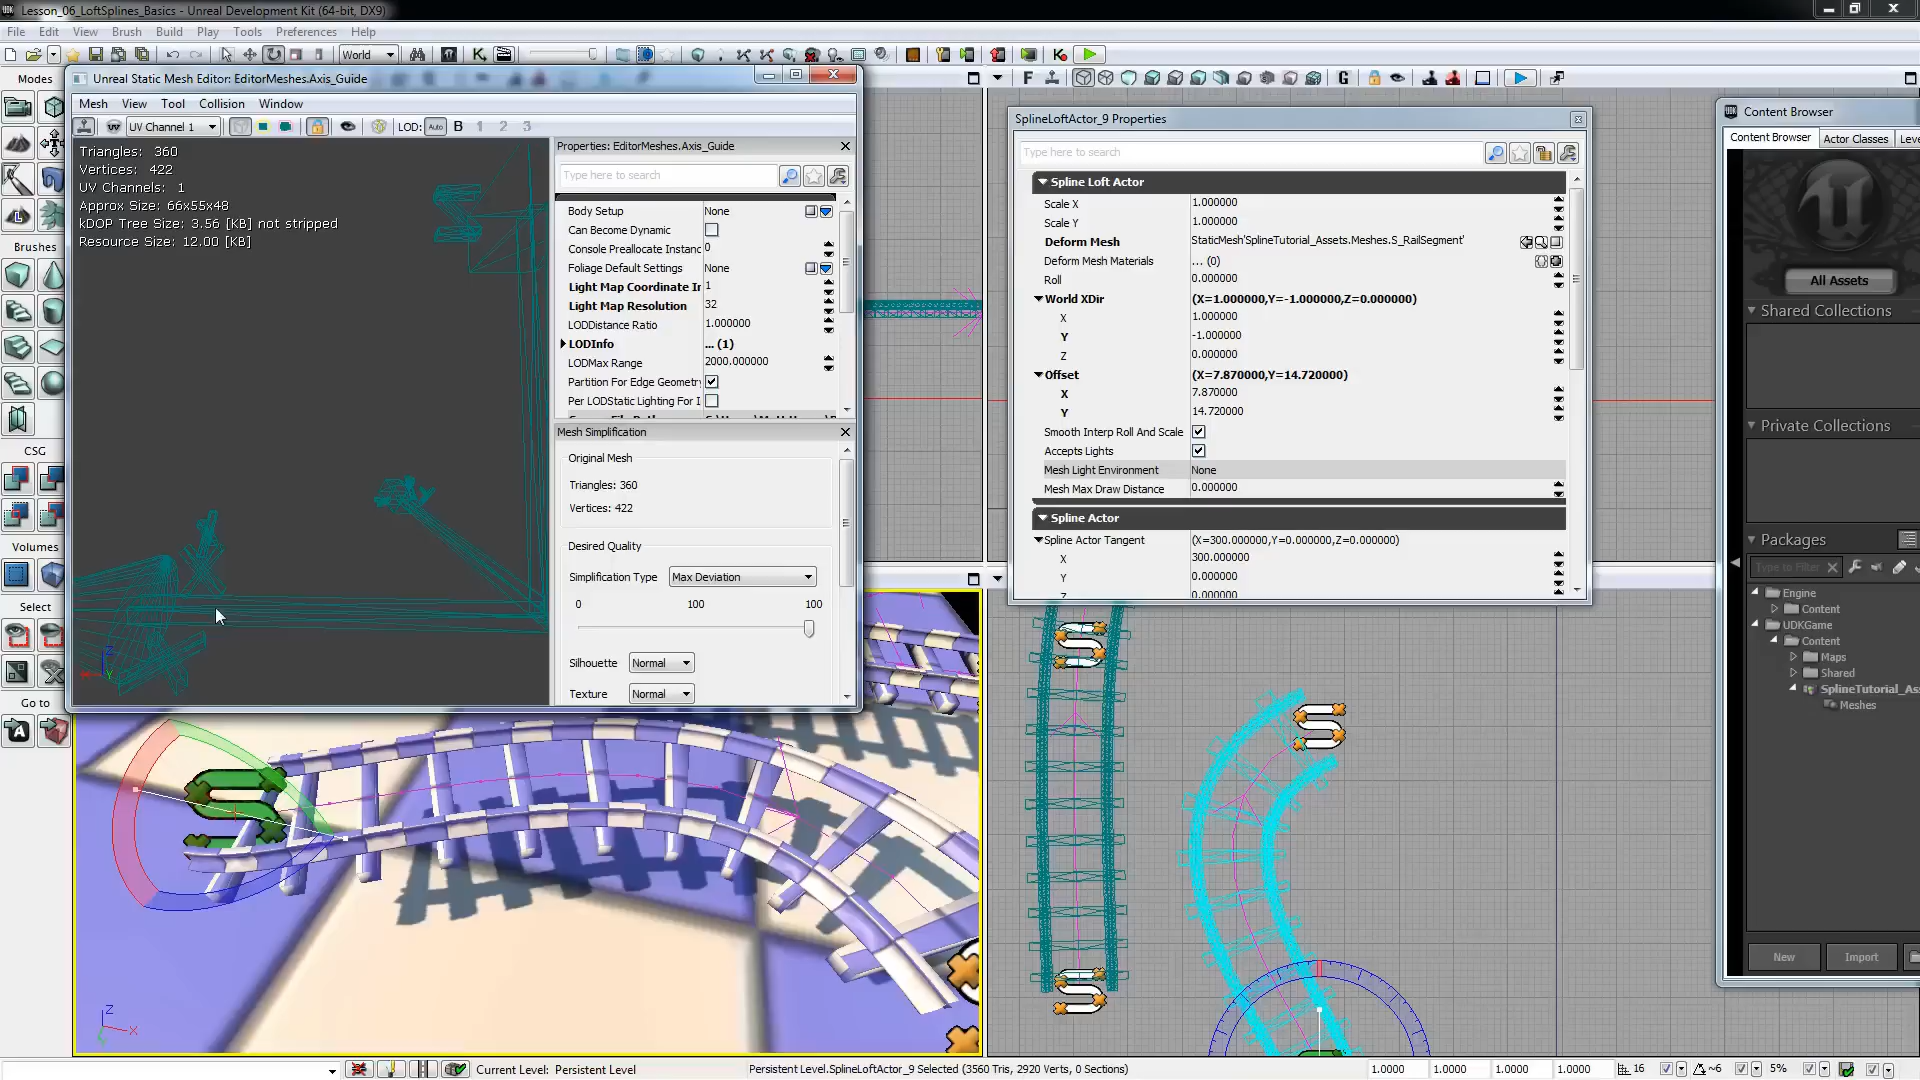 Lesson_06_LoftSplines_Basics - Unreal Development Kit (64-bit, DX9)
File Edit View Brush Build Play Tools Preferences Help
World
Modes
Brushes
CSG
Volumes
Select
Go to
Unreal Static Mesh Editor: EditorMeshes.Axis_Guide
Mesh View Tool Collision Window
UV Channel 1
LOD: Auto B 1 2 3
Triangles: 360
Vertices: 422
UV Channels: 1
Approx Size: 66x55x48
kDOP Tree Size: 3.56 [KB] not stripped
Resource Size: 12.00 [KB]
Properties: EditorMeshes.Axis_Guide
Type here to search
Body Setup None
Can Become Dynamic
Console Preallocate Instanc 0
Foliage Default Settings None
Light Map Coordinate Ir 1
Light Map Resolution 32
LODDistance Ratio 1.000000
LODInfo ... (1)
LODMax Range 2000.000000
Partition For Edge Geometry
Per LODStatic Lighting For I
Mesh Simplification
Original Mesh
Triangles: 360
Vertices: 422
Desired Quality
Simplification Type Max Deviation
0 100 100
Silhouette Normal
Texture Normal
F G
SplineLoftActor_9 Properties
Type here to search
Spline Loft Actor
Scale X 1.000000
Scale Y 1.000000
Deform Mesh StaticMesh'SplineTutorial_Assets.Meshes.S_RailSegment'
Deform Mesh Materials ... (0)
Roll 0.000000
World XDir (X=1.000000,Y=-1.000000,Z=0.000000)
X 1.000000
Y -1.000000
Z 0.000000
Offset (X=7.870000,Y=14.720000)
X 7.870000
Y 14.720000
Smooth Interp Roll And Scale
Accepts Lights
Mesh Light Environment None
Mesh Max Draw Distance 0.000000
Spline Actor
Spline Actor Tangent (X=300.000000,Y=0.000000,Z=0.000000)
X 300.000000
Y 0.000000
Z 0.000000
Content Browser
Content Browser Actor Classes Leve
All Assets
Shared Collections
Private Collections
Packages
Type to Filter
Engine
Content
UDKGame
Content
Maps
Shared
SplineTutorial_Ass
Meshes
New Import
Z X
Current Level: Persistent Level
Persistent Level.SplineLoftActor_9 Selected (3560 Tris, 2920 Verts, 0 Sections)
1.0000 1.0000 1.0000 1.0000 16 ~6 5%